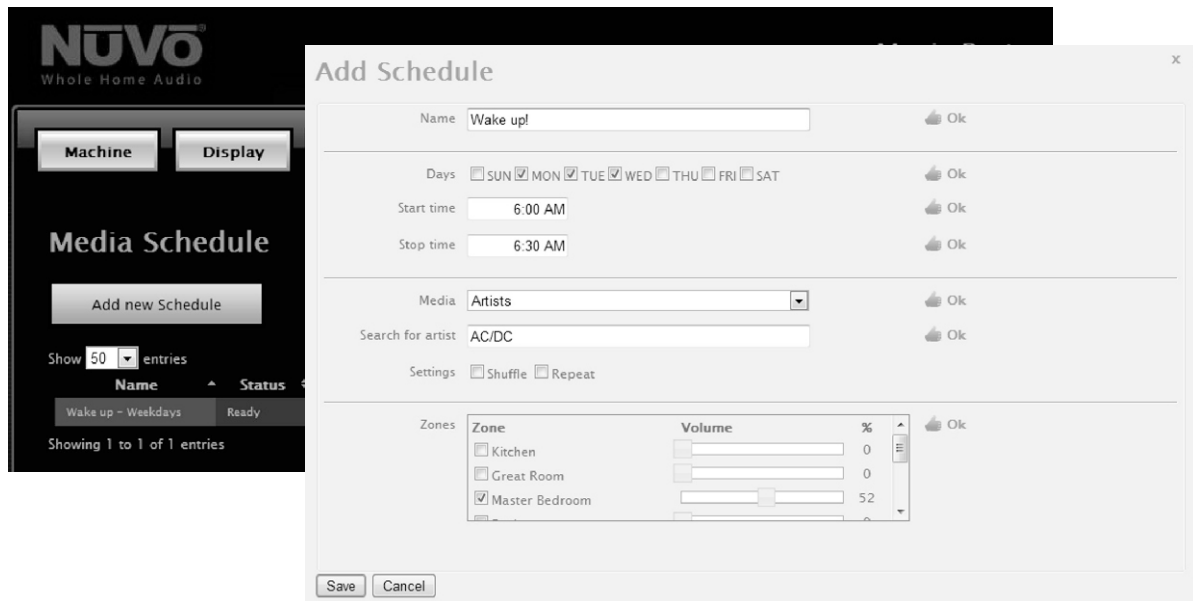 NŪVŌ®
Whole Home Audio
Machine
Display
Media Schedule
Add new Schedule
Show 50 entries
Name Status
Wake up - Weekdays Ready
Showing 1 to 1 of 1 entries
Add Schedule x
Name Wake up! Ok
Days SUN MON TUE WED THU FRI SAT Ok
Start time 6:00 AM Ok
Stop time 6:30 AM Ok
Media Artists Ok
Search for artist AC/DC Ok
Settings Shuffle Repeat
Zones Zone Volume % Ok
Kitchen 0
Great Room 0
Master Bedroom 52
Save Cancel